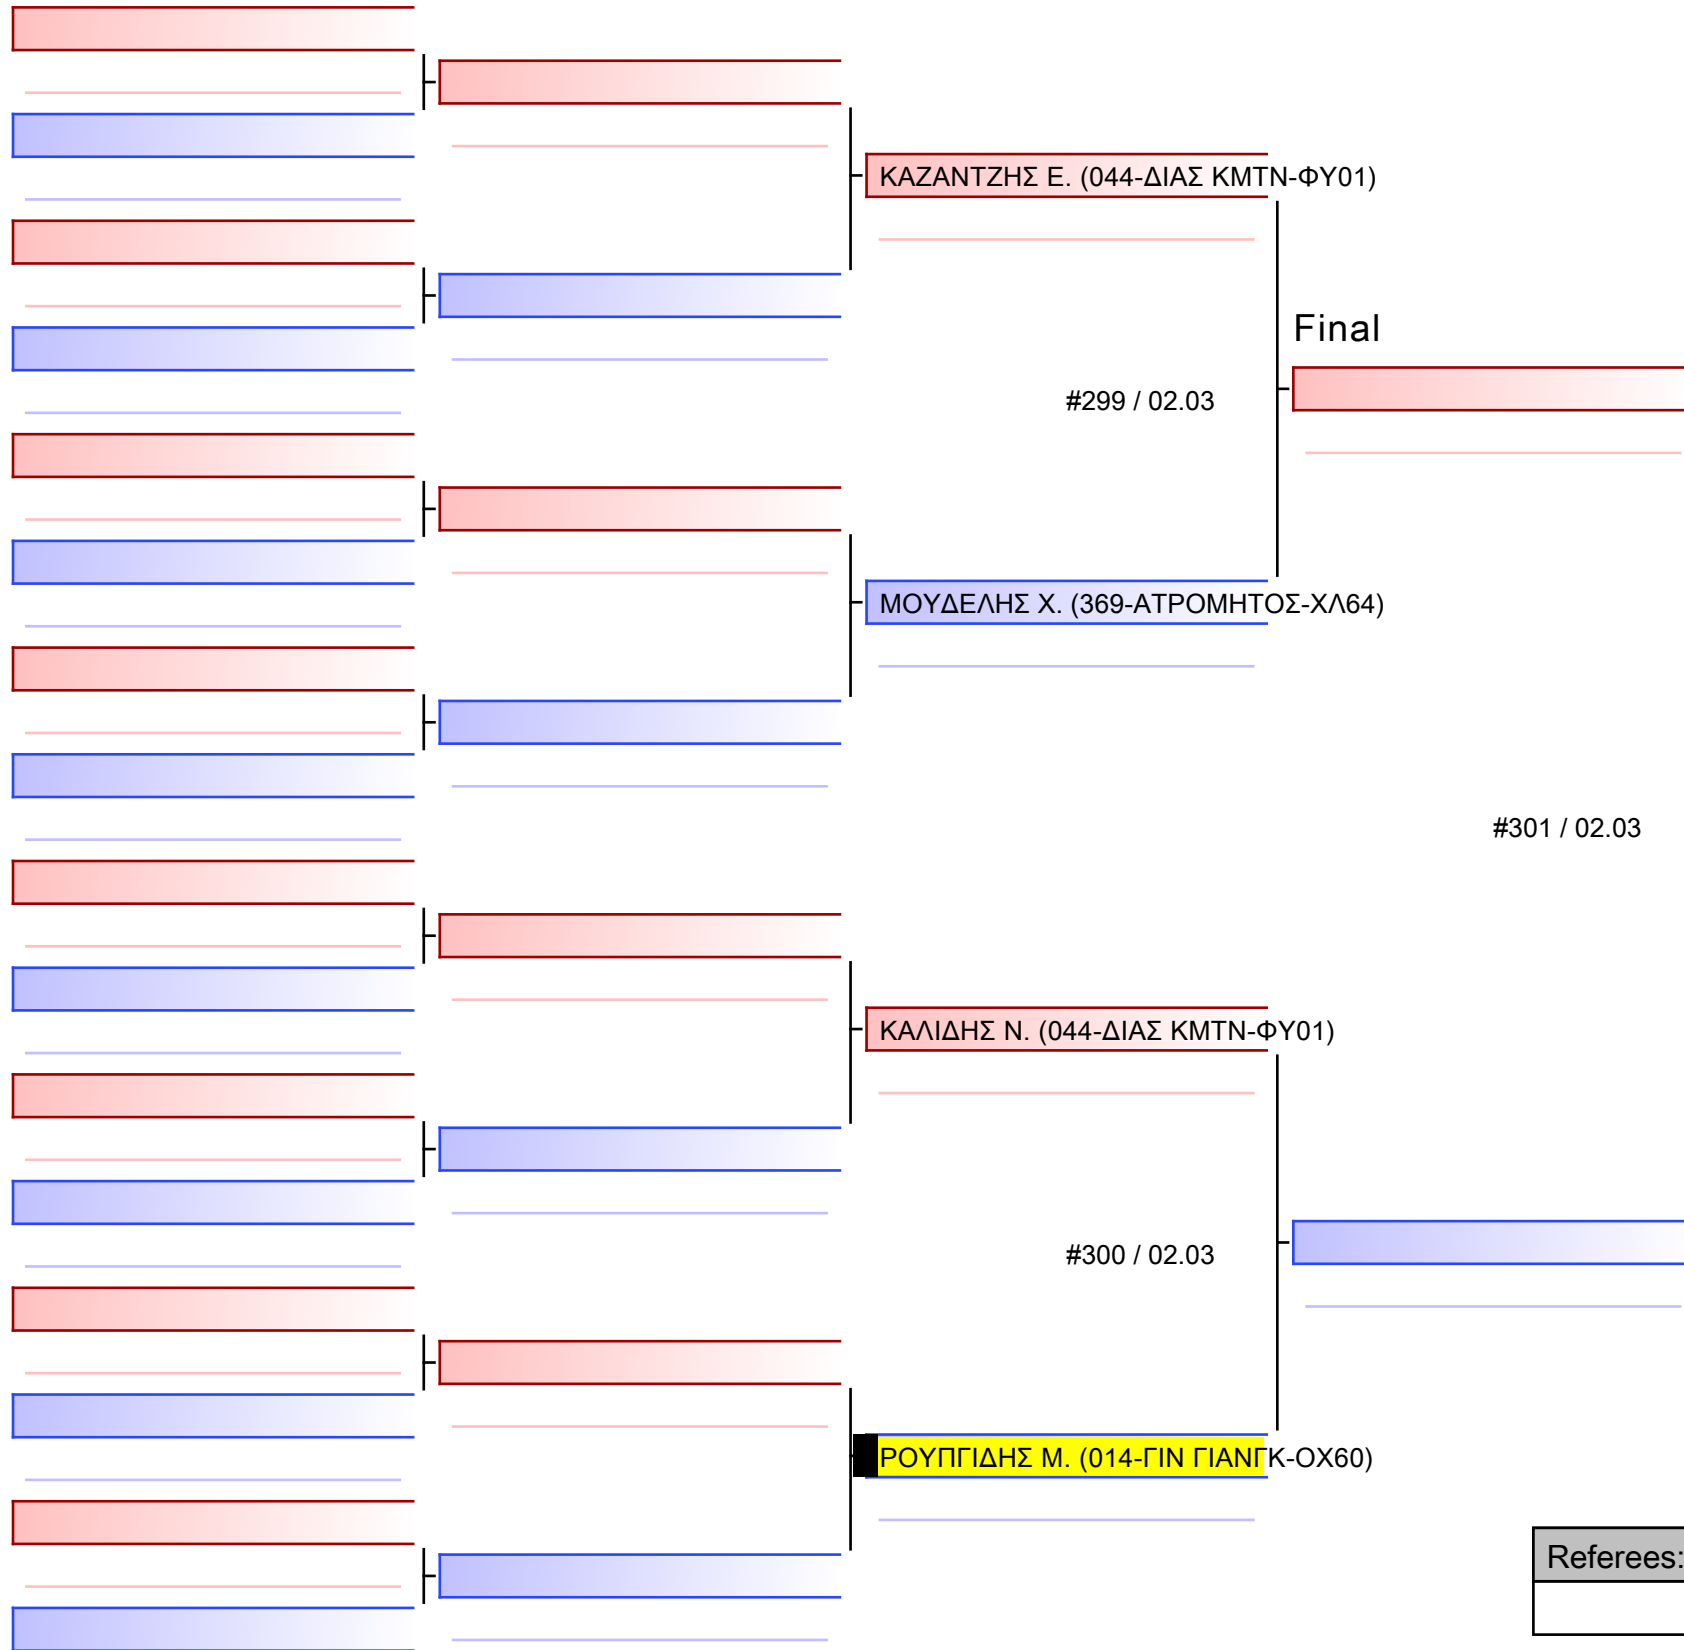 ΚΑΖΑΝΤΖΗΣ Ε. (044-ΔΙΑΣ ΚΜΤΝ-ΦΥ01)
Final
#299 / 02.03
ΜΟΥΔΕΛΗΣ Χ. (369-ΑΤΡΟΜΗΤΟΣ-ΧΛ64)
#301 / 02.03
ΚΑΛΙΔΗΣ Ν. (044-ΔΙΑΣ ΚΜΤΝ-ΦΥ01)
#300 / 02.03
ΡΟΥΠΓΙΔΗΣ Μ. (014-ΓΙΝ ΓΙΑΝΓΚ-ΟΧ60)
Referees: